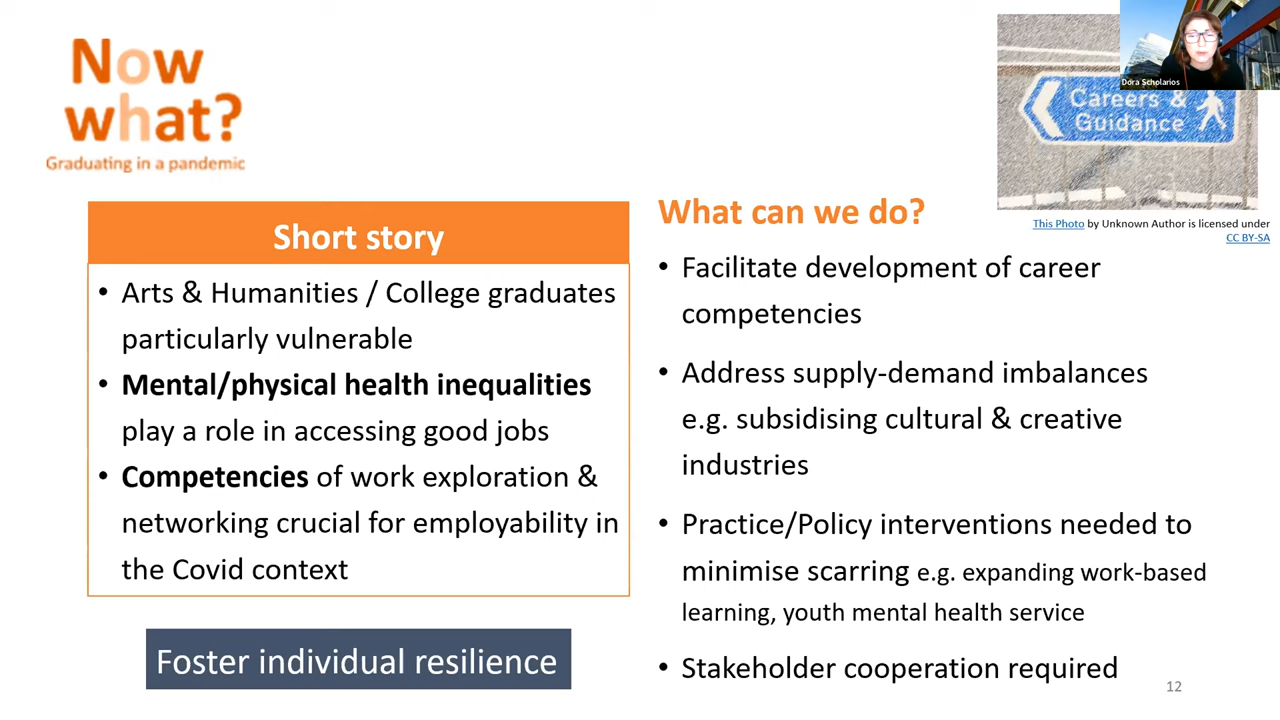 Now
what?
Graduating in a pandemic
Dora Scholarios
Careers &
Guidance
This Photo by Unknown Author is licensed under
CC BY-SA
Short story
• Arts & Humanities / College graduates
particularly vulnerable
• Mental/physical health inequalities
play a role in accessing good jobs
• Competencies of work exploration &
networking crucial for employability in
the Covid context
Foster individual resilience
What can we do?
• Facilitate development of career
competencies
• Address supply-demand imbalances
e.g. subsidising cultural & creative
industries
• Practice/Policy interventions needed to
minimise scarring e.g. expanding work-based
learning, youth mental health service
• Stakeholder cooperation required
12